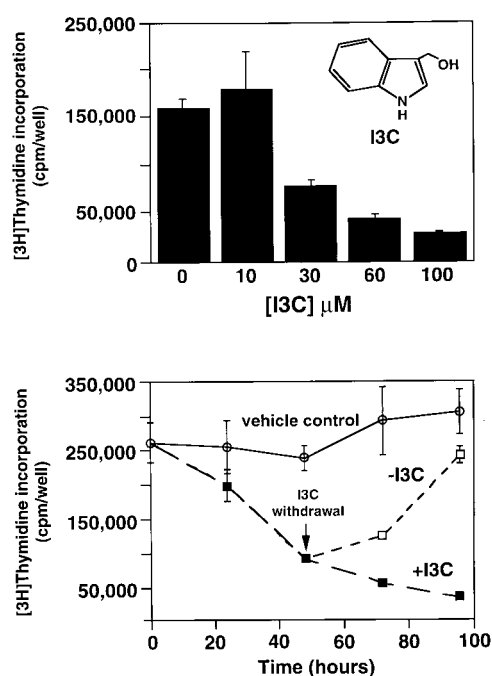 [3H]Thymidine incorporation
(cpm/well)
250,000
150,000
50,000
0
OH
N
H
I3C
0 10 30 60 100
[I3C] μM
[3H]Thymidine incorporation
(cpm/well)
350,000
250,000
150,000
50,000
vehicle control
I3C
withdrawal
-I3C
+I3C
0 20 40 60 80 100
Time (hours)